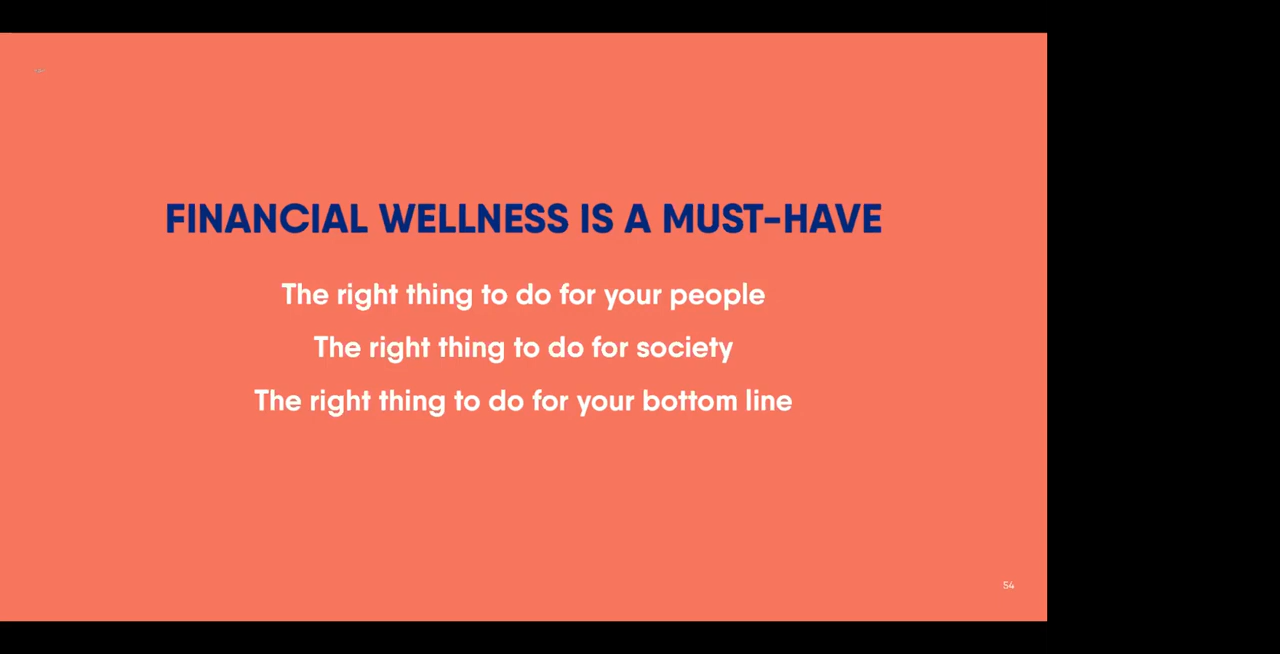 FINANCIAL WELLNESS IS A MUST-HAVE
The right thing to do for your people
The right thing to do for society
The right thing to do for your bottom line
54